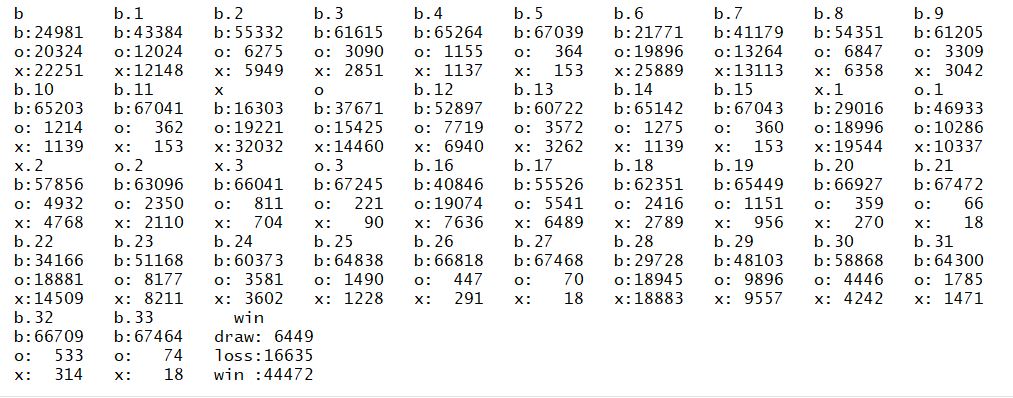 b b.1 b.2 b.3 b.4 b.5 b.6 b.7 b.8 b.9
b:24981 b:43384 b:55332 b:61615 b:65264 b:67039 b:21771 b:41179 b:54351 b:61205
o:20324 o:12024 o: 6275 o: 3090 o: 1155 o: 364 o:19896 o:13264 o: 6847 o: 3309
x:22251 x:12148 x: 5949 x: 2851 x: 1137 x: 153 x:25889 x:13113 x: 6358 x: 3042
b.10 b.11 x o b.12 b.13 b.14 b.15 x.1 o.1
b:65203 b:67041 b:16303 b:37671 b:52897 b:60722 b:65142 b:67043 b:29016 b:46933
o: 1214 o: 362 o:19221 o:15425 o: 7719 o: 3572 o: 1275 o: 360 o:18996 o:10286
x: 1139 x: 153 x:32032 x:14460 x: 6940 x: 3262 x: 1139 x: 153 x:19544 x:10337
x.2 o.2 x.3 o.3 b.16 b.17 b.18 b.19 b.20 b.21
b:57856 b:63096 b:66041 b:67245 b:40846 b:55526 b:62351 b:65449 b:66927 b:67472
o: 4932 o: 2350 o: 811 o: 221 o:19074 o: 5541 o: 2416 o: 1151 o: 359 o: 66
x: 4768 x: 2110 x: 704 x: 90 x: 7636 x: 6489 x: 2789 x: 956 x: 270 x: 18
b.22 b.23 b.24 b.25 b.26 b.27 b.28 b.29 b.30 b.31
b:34166 b:51168 b:60373 b:64838 b:66818 b:67468 b:29728 b:48103 b:58868 b:64300
o:18881 o: 8177 o: 3581 o: 1490 o: 447 o: 70 o:18945 o: 9896 o: 4446 o: 1785
x:14509 x: 8211 x: 3602 x: 1228 x: 291 x: 18 x:18883 x: 9557 x: 4242 x: 1471
b.32 b.33 win
b:66709 b:67464 draw: 6449
o: 533 o: 74 loss:16635
x: 314 x: 18 win :44472